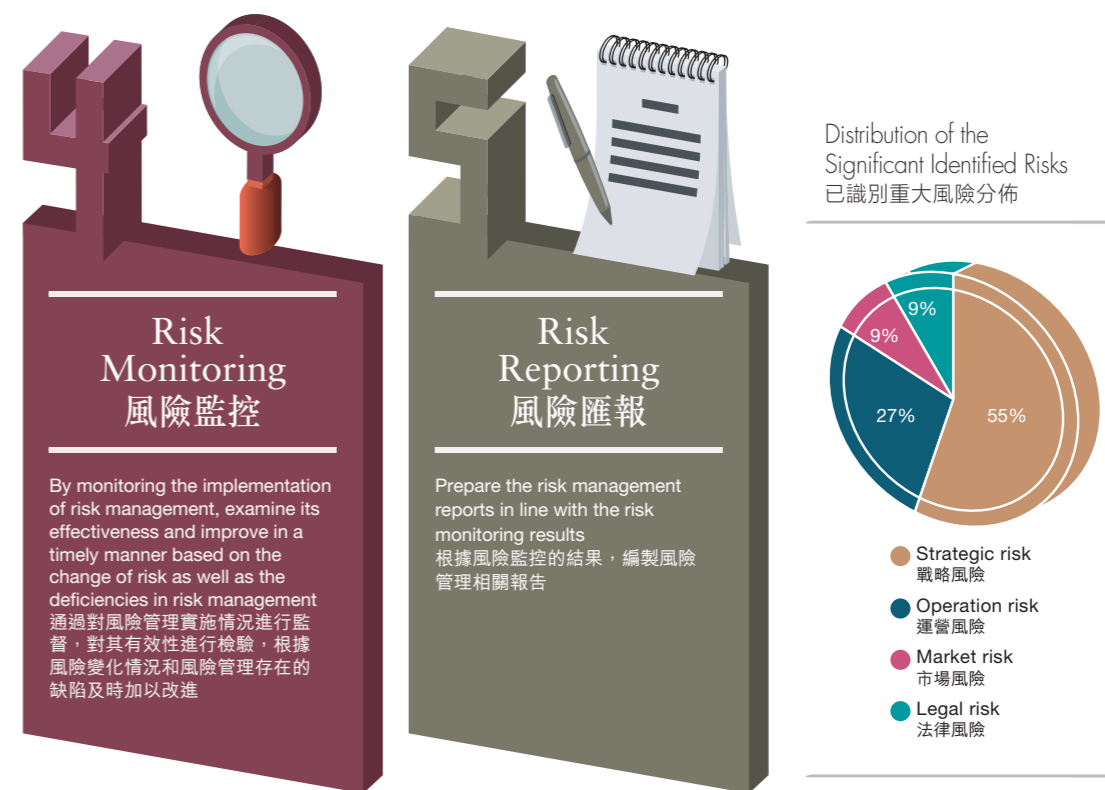 4
Risk
Monitoring
風險監控
By monitoring the implementation
of risk management, examine its
effectiveness and improve in a
timely manner based on the
change of risk as well as the
deficiencies in risk management
通過對風險管理實施情況進行監
督,對其有效性進行檢驗,根據
風險變化情況和風險管理存在的
缺陷及時加以改進
5
Risk
Reporting
風險匯報
Prepare the risk management
reports in line with the risk
monitoring results
根據風險監控的結果,編製風險
管理相關報告
Distribution of the
Significant Identified Risks
已識別重大風險分佈
9%
9%
27%
55%
Strategic risk
戰略風險
Operation risk
運營風險
Market risk
市場風險
Legal risk
法律風險